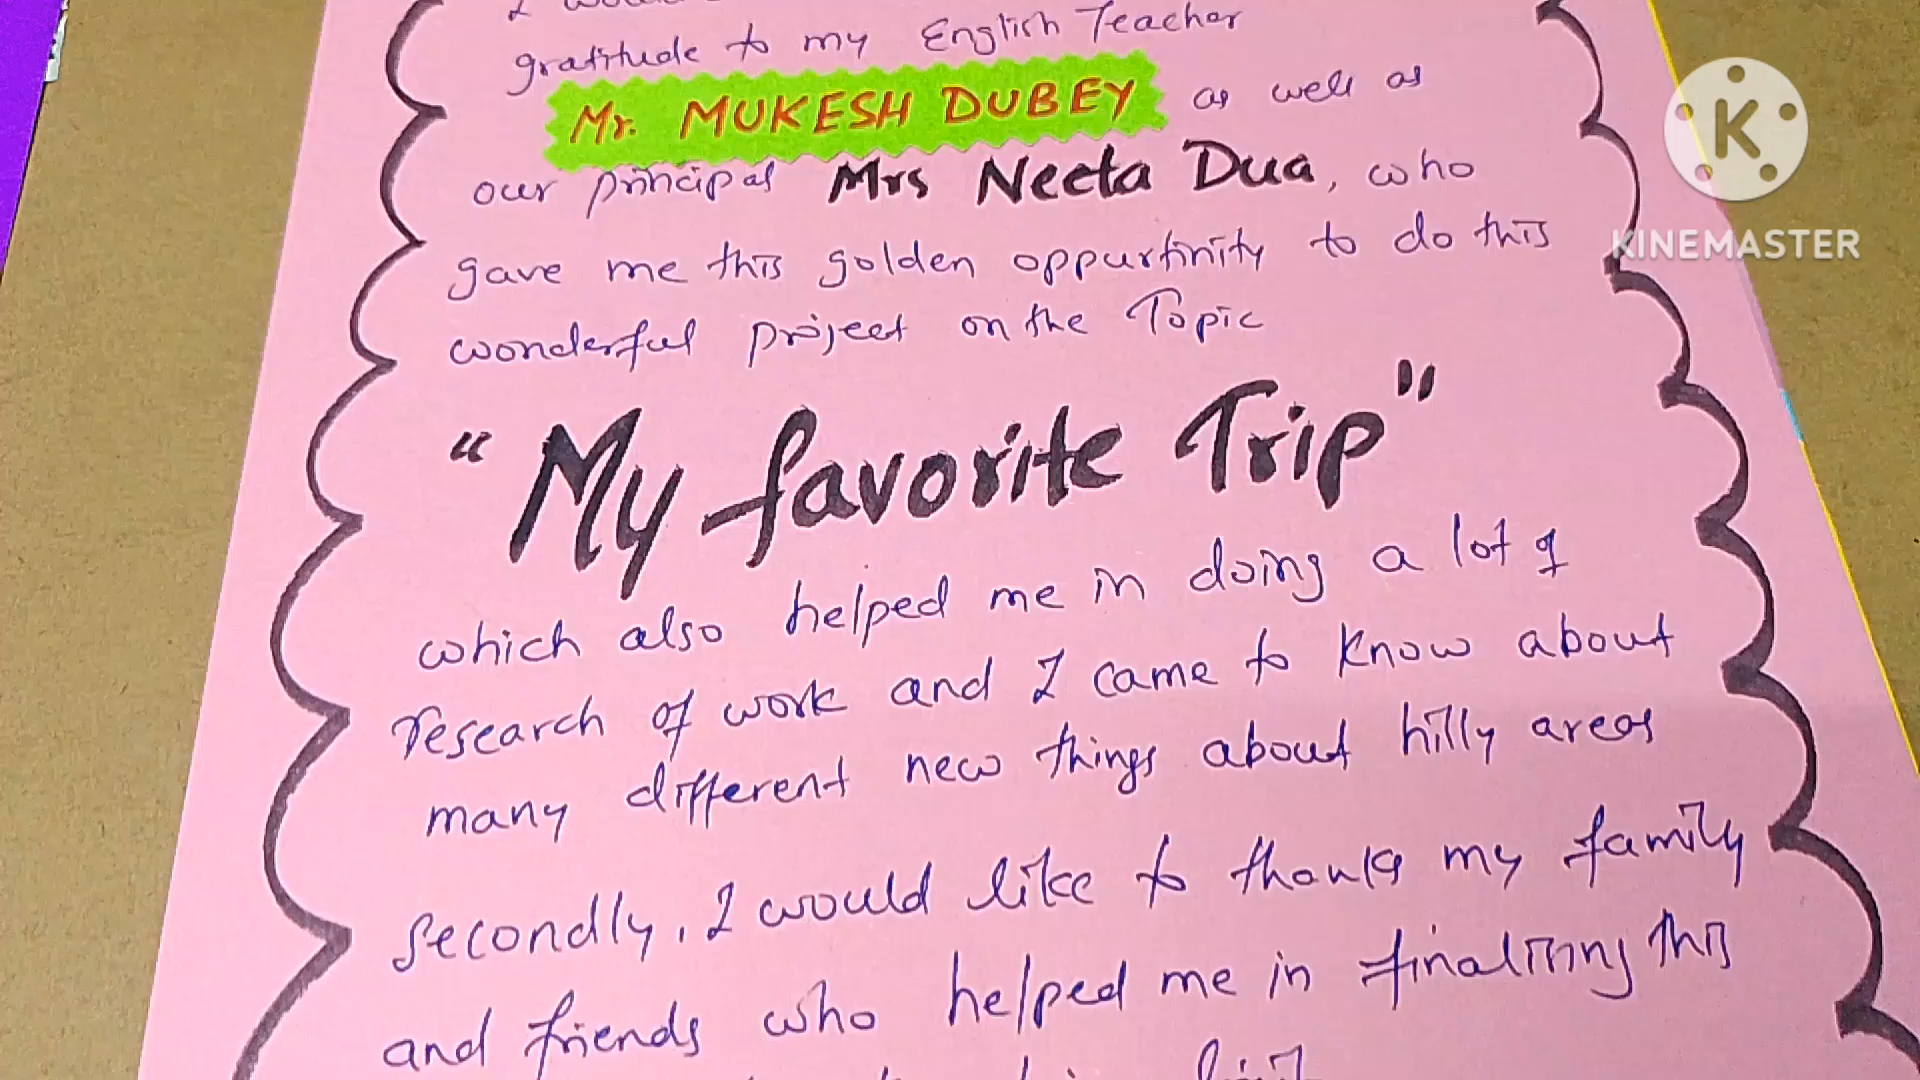 gratitude to my English Teacher
Mr. MUKESH DUBEY as well as
our principal Mrs Neeta Dua, who
gave me this golden oppurtinity to do this
wonderful project on the Topic
"My favorite Trip"
which also helped me in doing a lot of
research of work and I came to know about
many different new things about hilly areas
secondly, I would like to thanks my family
and friends who helped me in finalising this
KINEMASTER